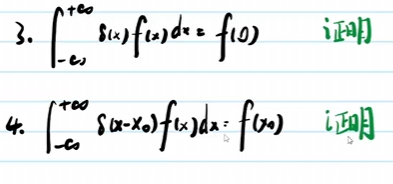 3. ∫_{-∞}^{+∞} δ(x)f(x)dx = f(0) 证明
4. ∫_{-∞}^{+∞} δ(x-x₀)f(x)dx = f(x₀) 证明